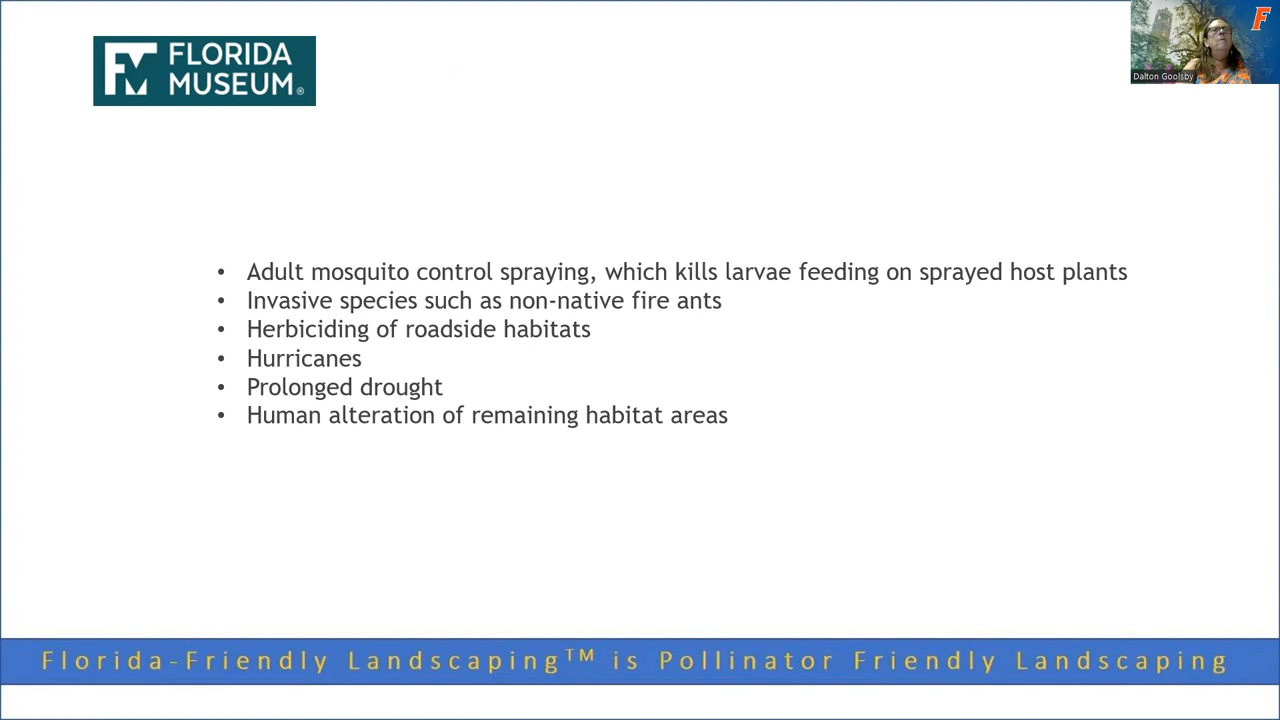 FLORIDA
MUSEUM®
F
Dalton Goolsby
• Adult mosquito control spraying, which kills larvae feeding on sprayed host plants
• Invasive species such as non-native fire ants
• Herbiciding of roadside habitats
• Hurricanes
• Prolonged drought
• Human alteration of remaining habitat areas
Florida-Friendly Landscaping™ is Pollinator Friendly Landscaping